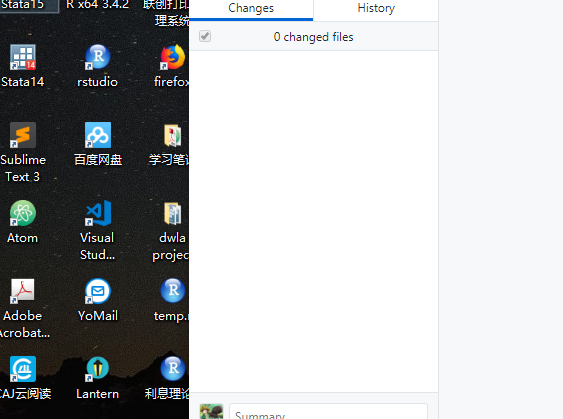 Stata15
R x64 3.4.2
联创打印
理系统
Changes
History
0 changed files
Stata14
rstudio
firefox
Sublime
Text 3
百度网盘
学习笔记
Atom
Visual
Stud...
dwla
projec
Adobe
Acrobat...
YoMail
temp.r
CAJ云阅读
Lantern
利息理论
Summary